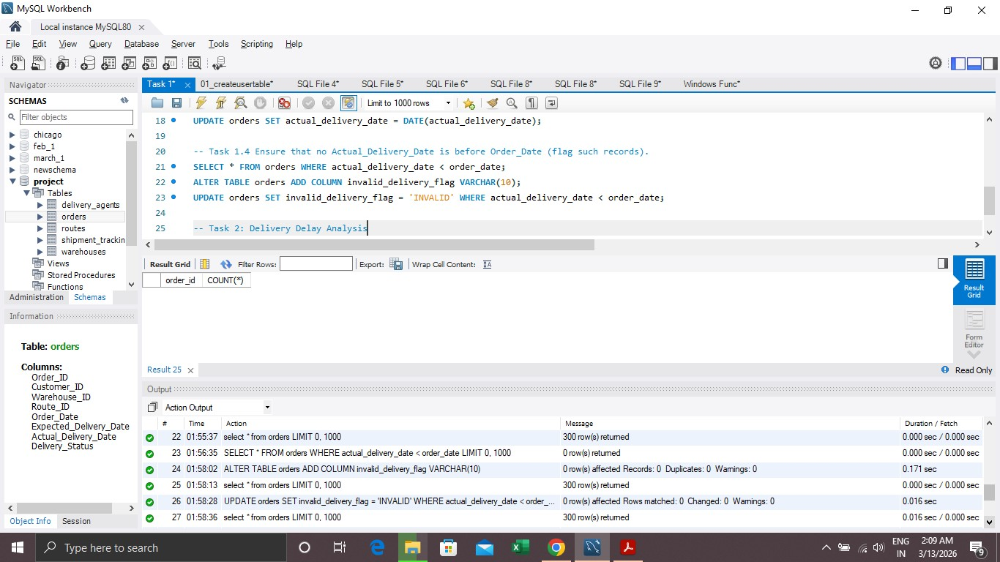 MySQL Workbench
Local instance MySQL80
File Edit View Query Database Server Tools Scripting Help
Navigator
SCHEMAS
Filter objects
chicago
feb_1
march_1
newschema
project
Tables
delivery_agents
orders
routes
shipment_trackin
warehouses
Views
Stored Procedures
Functions
Administration Schemas
Information
Table: orders
Columns:
Order_ID
Customer_ID
Warehouse_ID
Route_ID
Order_Date
Expected_Delivery_Date
Actual_Delivery_Date
Delivery_Status
Object Info Session
Task 1* 01_createusertable* SQL File 4* SQL File 5* SQL File 6* SQL File 8* SQL File 8* SQL File 9* Windows Func*
Limit to 1000 rows
18 UPDATE orders SET actual_delivery_date = DATE(actual_delivery_date);
19
20 -- Task 1.4 Ensure that no Actual_Delivery_Date is before Order_Date (flag such records).
21 SELECT * FROM orders WHERE actual_delivery_date < order_date;
22 ALTER TABLE orders ADD COLUMN invalid_delivery_flag VARCHAR(10);
23 UPDATE orders SET invalid_delivery_flag = 'INVALID' WHERE actual_delivery_date < order_date;
24
25 -- Task 2: Delivery Delay Analysis
Result Grid Filter Rows: Export: Wrap Cell Content:
order_id COUNT(*)
Result Grid
Form Editor
Result 25
Read Only
Output
Action Output
# Time Action Message Duration / Fetch
22 01:55:37 select * from orders LIMIT 0, 1000 300 row(s) returned 0.000 sec / 0.000 sec
23 01:56:35 SELECT * FROM orders WHERE actual_delivery_date < order_date LIMIT 0, 1000 0 row(s) returned 0.000 sec / 0.000 sec
24 01:58:02 ALTER TABLE orders ADD COLUMN invalid_delivery_flag VARCHAR(10) 0 row(s) affected Records: 0 Duplicates: 0 Warnings: 0 0.171 sec
25 01:58:13 select * from orders LIMIT 0, 1000 300 row(s) returned 0.000 sec / 0.000 sec
26 01:58:28 UPDATE orders SET invalid_delivery_flag = 'INVALID' WHERE actual_delivery_date < order_... 0 row(s) affected Rows matched: 0 Changed: 0 Warnings: 0 0.016 sec
27 01:58:36 select * from orders LIMIT 0, 1000 300 row(s) returned 0.016 sec / 0.000 sec
Type here to search
ENG
IN
2:09 AM
3/13/2026
9